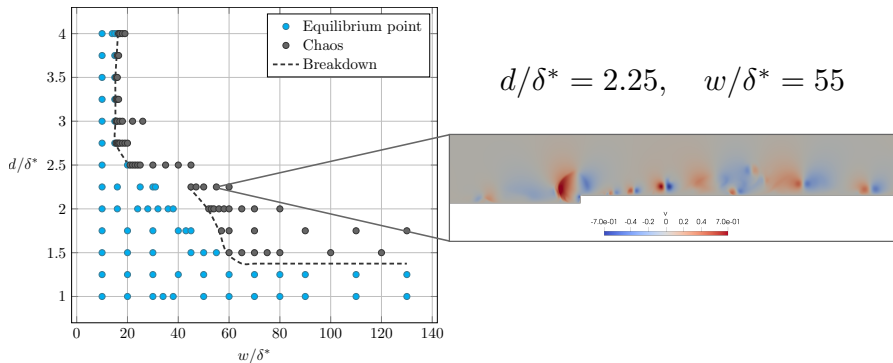 Equilibrium point
Chaos
Breakdown
d/δ* = 2.25, w/δ* = 55
4
3.5
3
2.5
2
1.5
1
d/δ*
0 20 40 60 80 100 120 140
w/δ*
v
-7.0e-01 -0.4 -0.2 0 0.2 0.4 7.0e-01